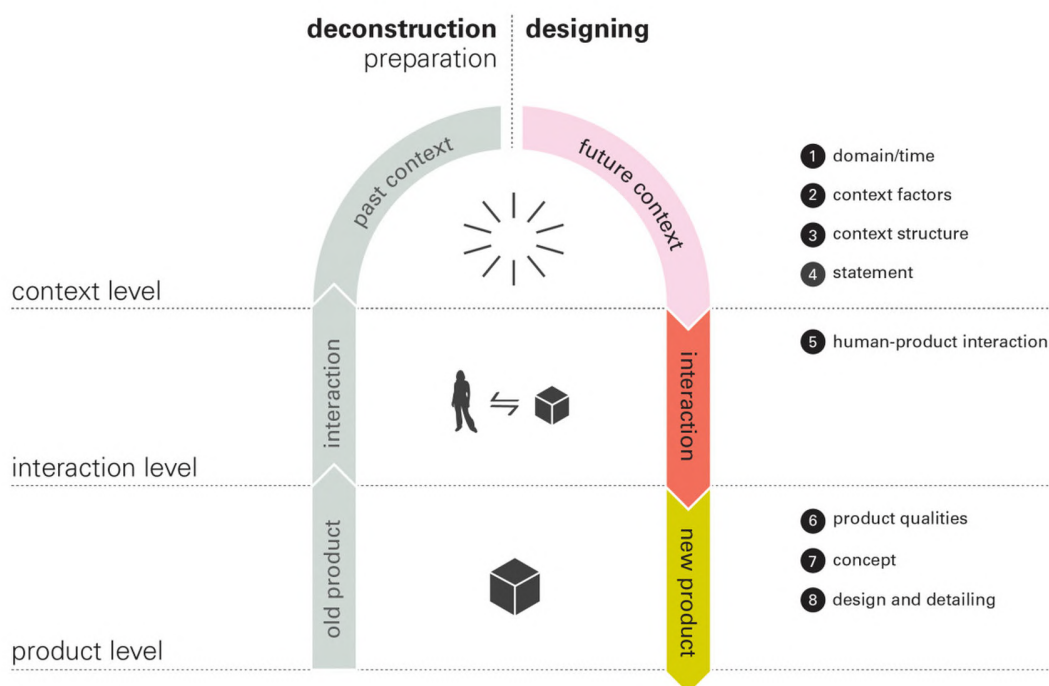 deconstruction
preparation
designing
past context
future context
1 domain/time
2 context factors
3 context structure
4 statement
context level
interaction
interaction
5 human-product interaction
interaction level
old product
new product
6 product qualities
7 concept
8 design and detailing
product level